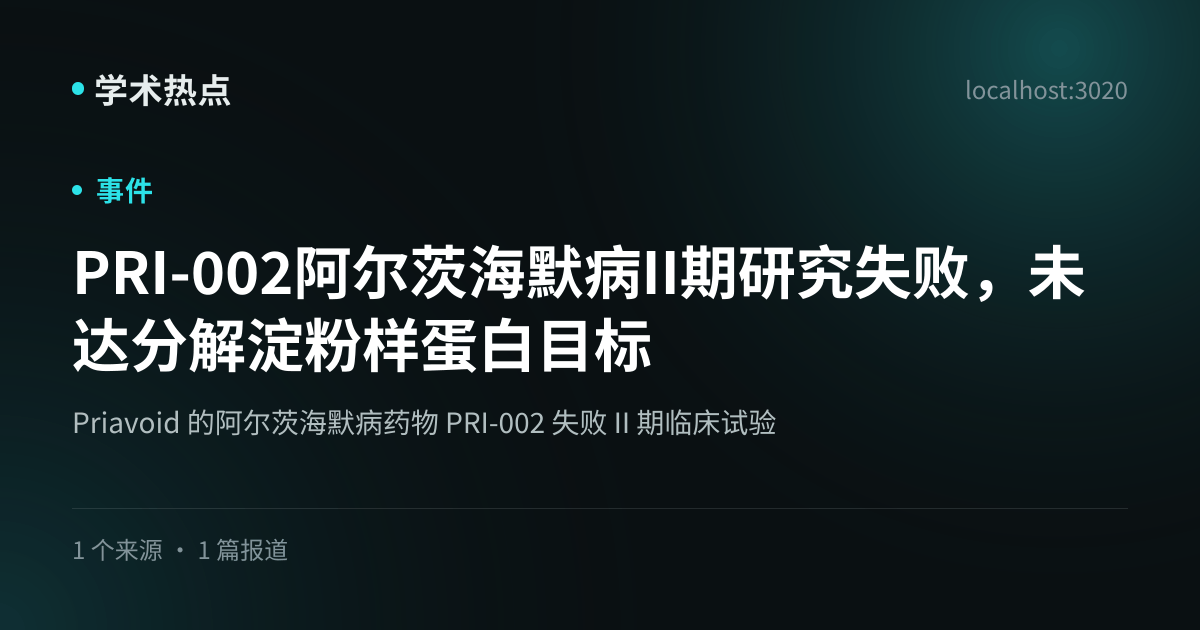 学术热点
localhost:3020
事件
PRI-002阿尔茨海默病II期研究失败，未
达分解淀粉样蛋白目标
Priavoid 的阿尔茨海默病药物 PRI-002 失败 II 期临床试验
1 个来源 · 1 篇报道